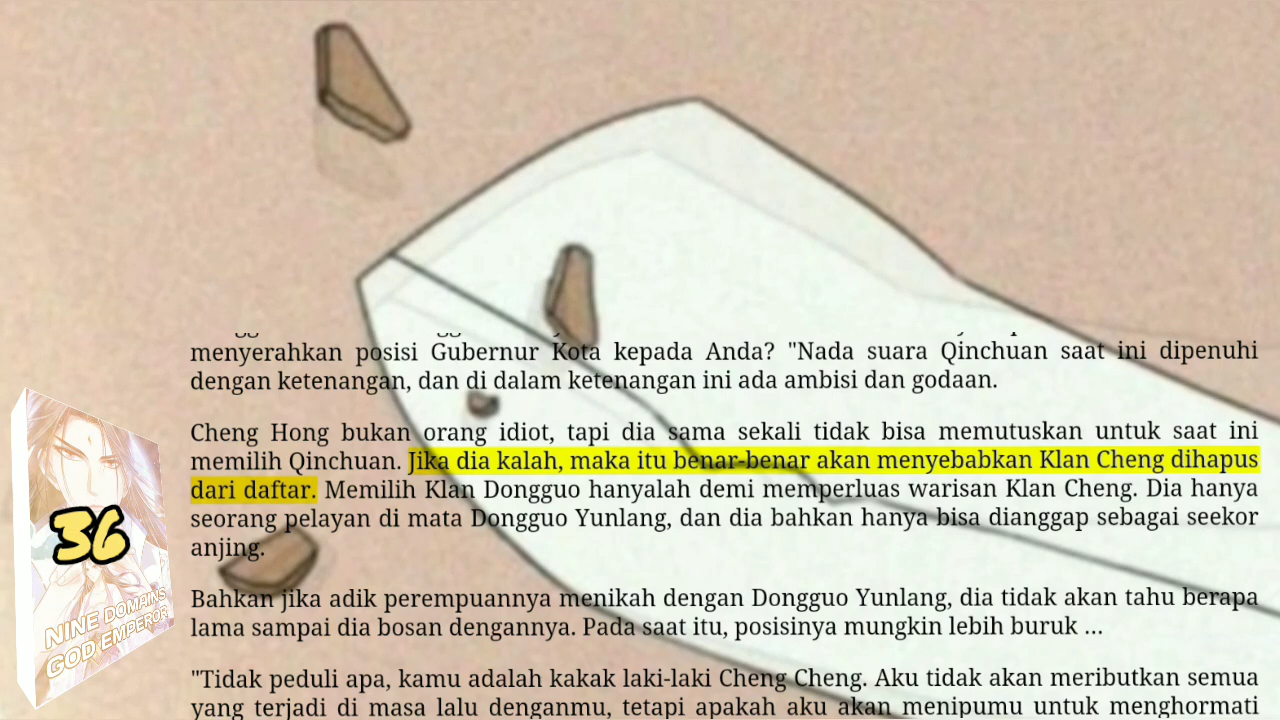 menyerahkan posisi Gubernur Kota kepada Anda? "Nada suara Qinchuan saat ini dipenuhi
dengan ketenangan, dan di dalam ketenangan ini ada ambisi dan godaan.
Cheng Hong bukan orang idiot, tapi dia sama sekali tidak bisa memutuskan untuk saat ini
memilih Qinchuan. Jika dia kalah, maka itu benar-benar akan menyebabkan Klan Cheng dihapus
dari daftar. Memilih Klan Dongguo hanyalah demi memperluas warisan Klan Cheng. Dia hanya
seorang pelayan di mata Dongguo Yunlang, dan dia bahkan hanya bisa dianggap sebagai seekor
anjing.
Bahkan jika adik perempuannya menikah dengan Dongguo Yunlang, dia tidak akan tahu berapa
lama sampai dia bosan dengannya. Pada saat itu, posisinya mungkin lebih buruk ...
"Tidak peduli apa, kamu adalah kakak laki-laki Cheng Cheng. Aku tidak akan meributkan semua
yang terjadi di masa lalu denganmu, tetapi apakah aku akan menipumu untuk menghormati
36
NINE DOMAINS
GOD EMPEROR